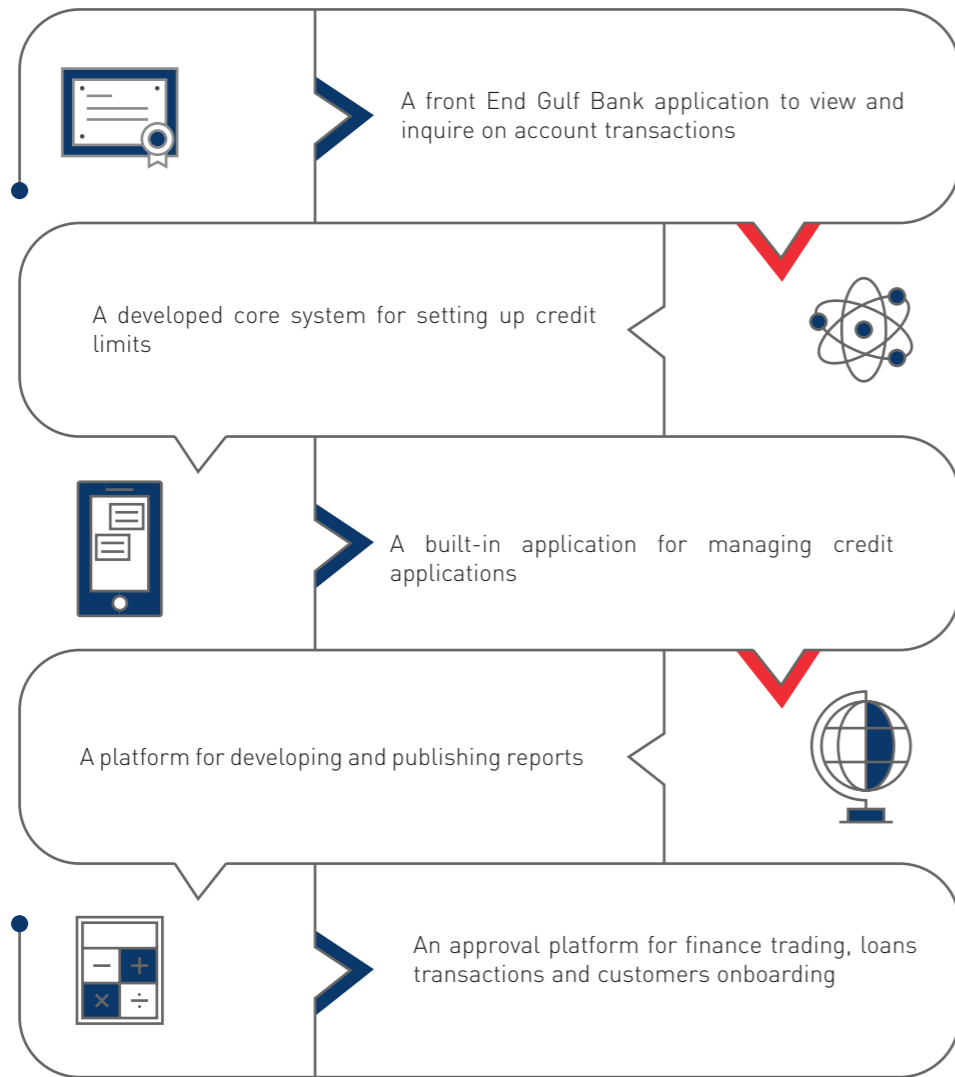 A front End Gulf Bank application to view and
inquire on account transactions
A developed core system for setting up credit
limits
A built-in application for managing credit
applications
A platform for developing and publishing reports
An approval platform for finance trading, loans
transactions and customers onboarding